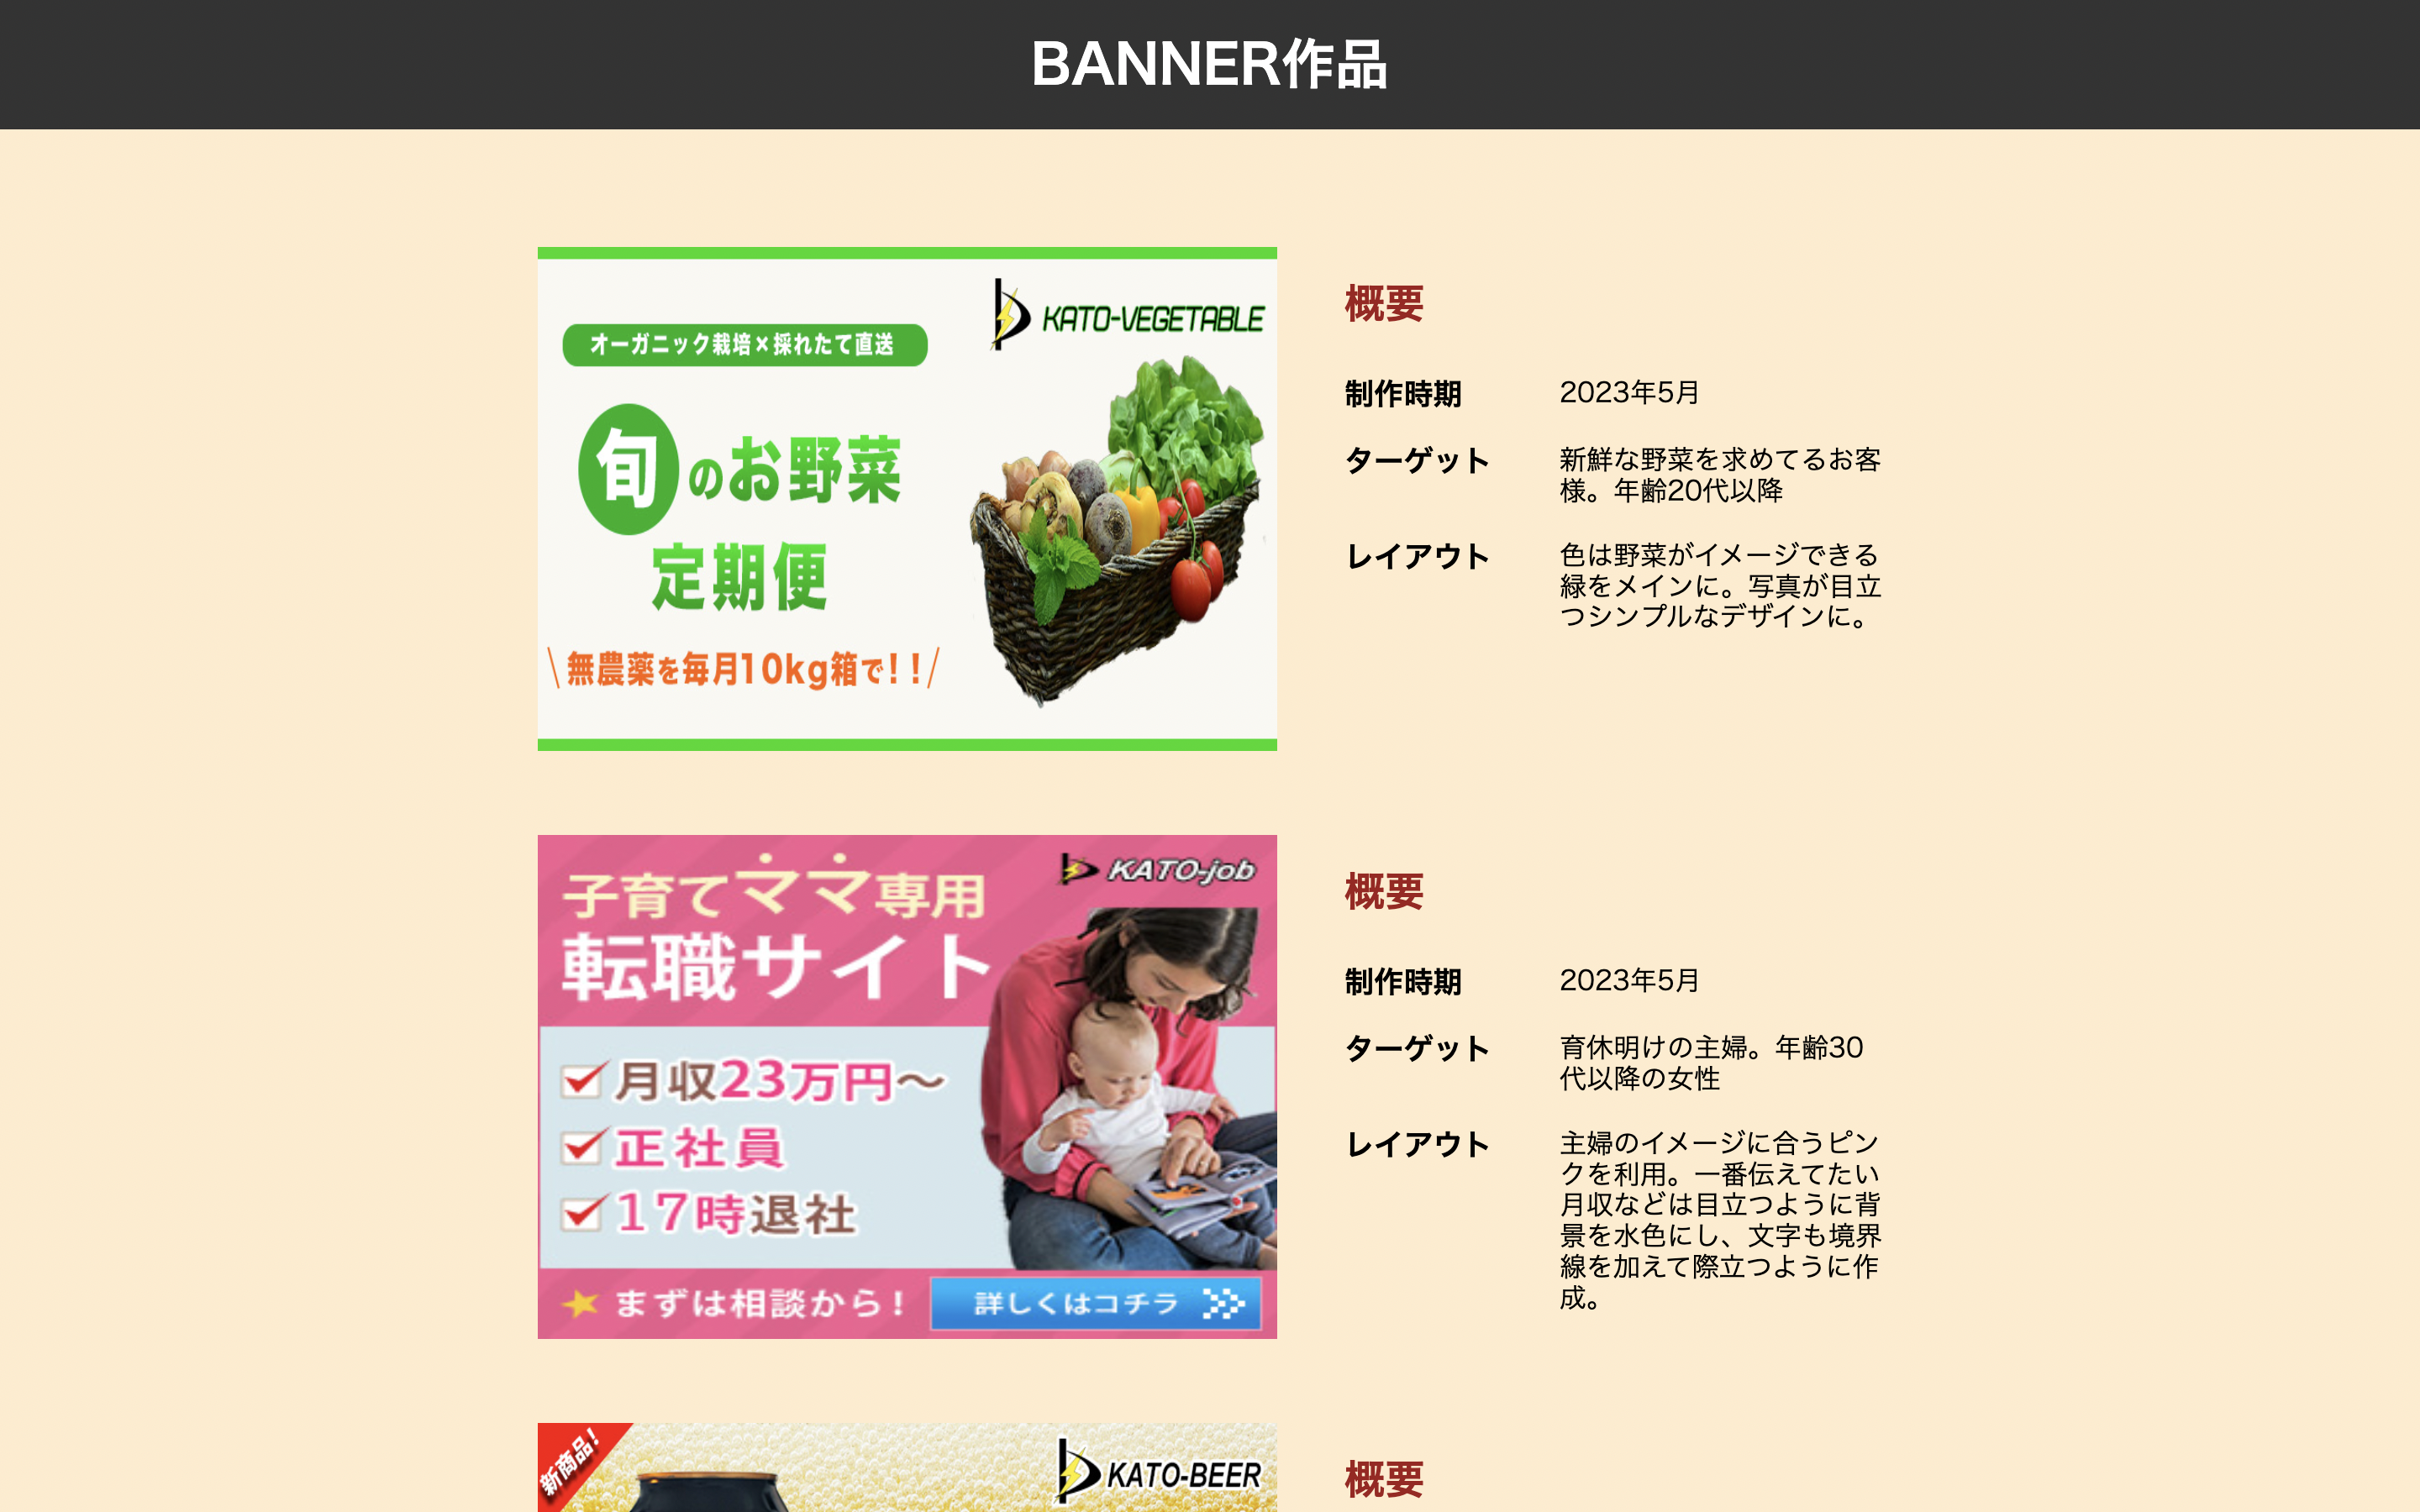 BANNER作品
KATO-VEGETABLE
オーガニック栽培×採れたて直送
旬のお野菜
定期便
\ 無農薬を毎月10kg箱で!! /
概要
制作時期 2023年5月
ターゲット 新鮮な野菜を求めてるお客
様。年齢20代以降
レイアウト 色は野菜がイメージできる
緑をメインに。写真が目立
つシンプルなデザインに。
子育てママ専用
KATO-job
転職サイト
月収23万円〜
正社員
17時退社
まずは相談から!
詳しくはコチラ
概要
制作時期 2023年5月
ターゲット 育休明けの主婦。年齢30
代以降の女性
レイアウト 主婦のイメージに合うピン
クを利用。一番伝えてたい
月収などは目立つように背
景を水色にし、文字も境界
線を加えて際立つように作
成。
新商品!
KATO-BEER
概要